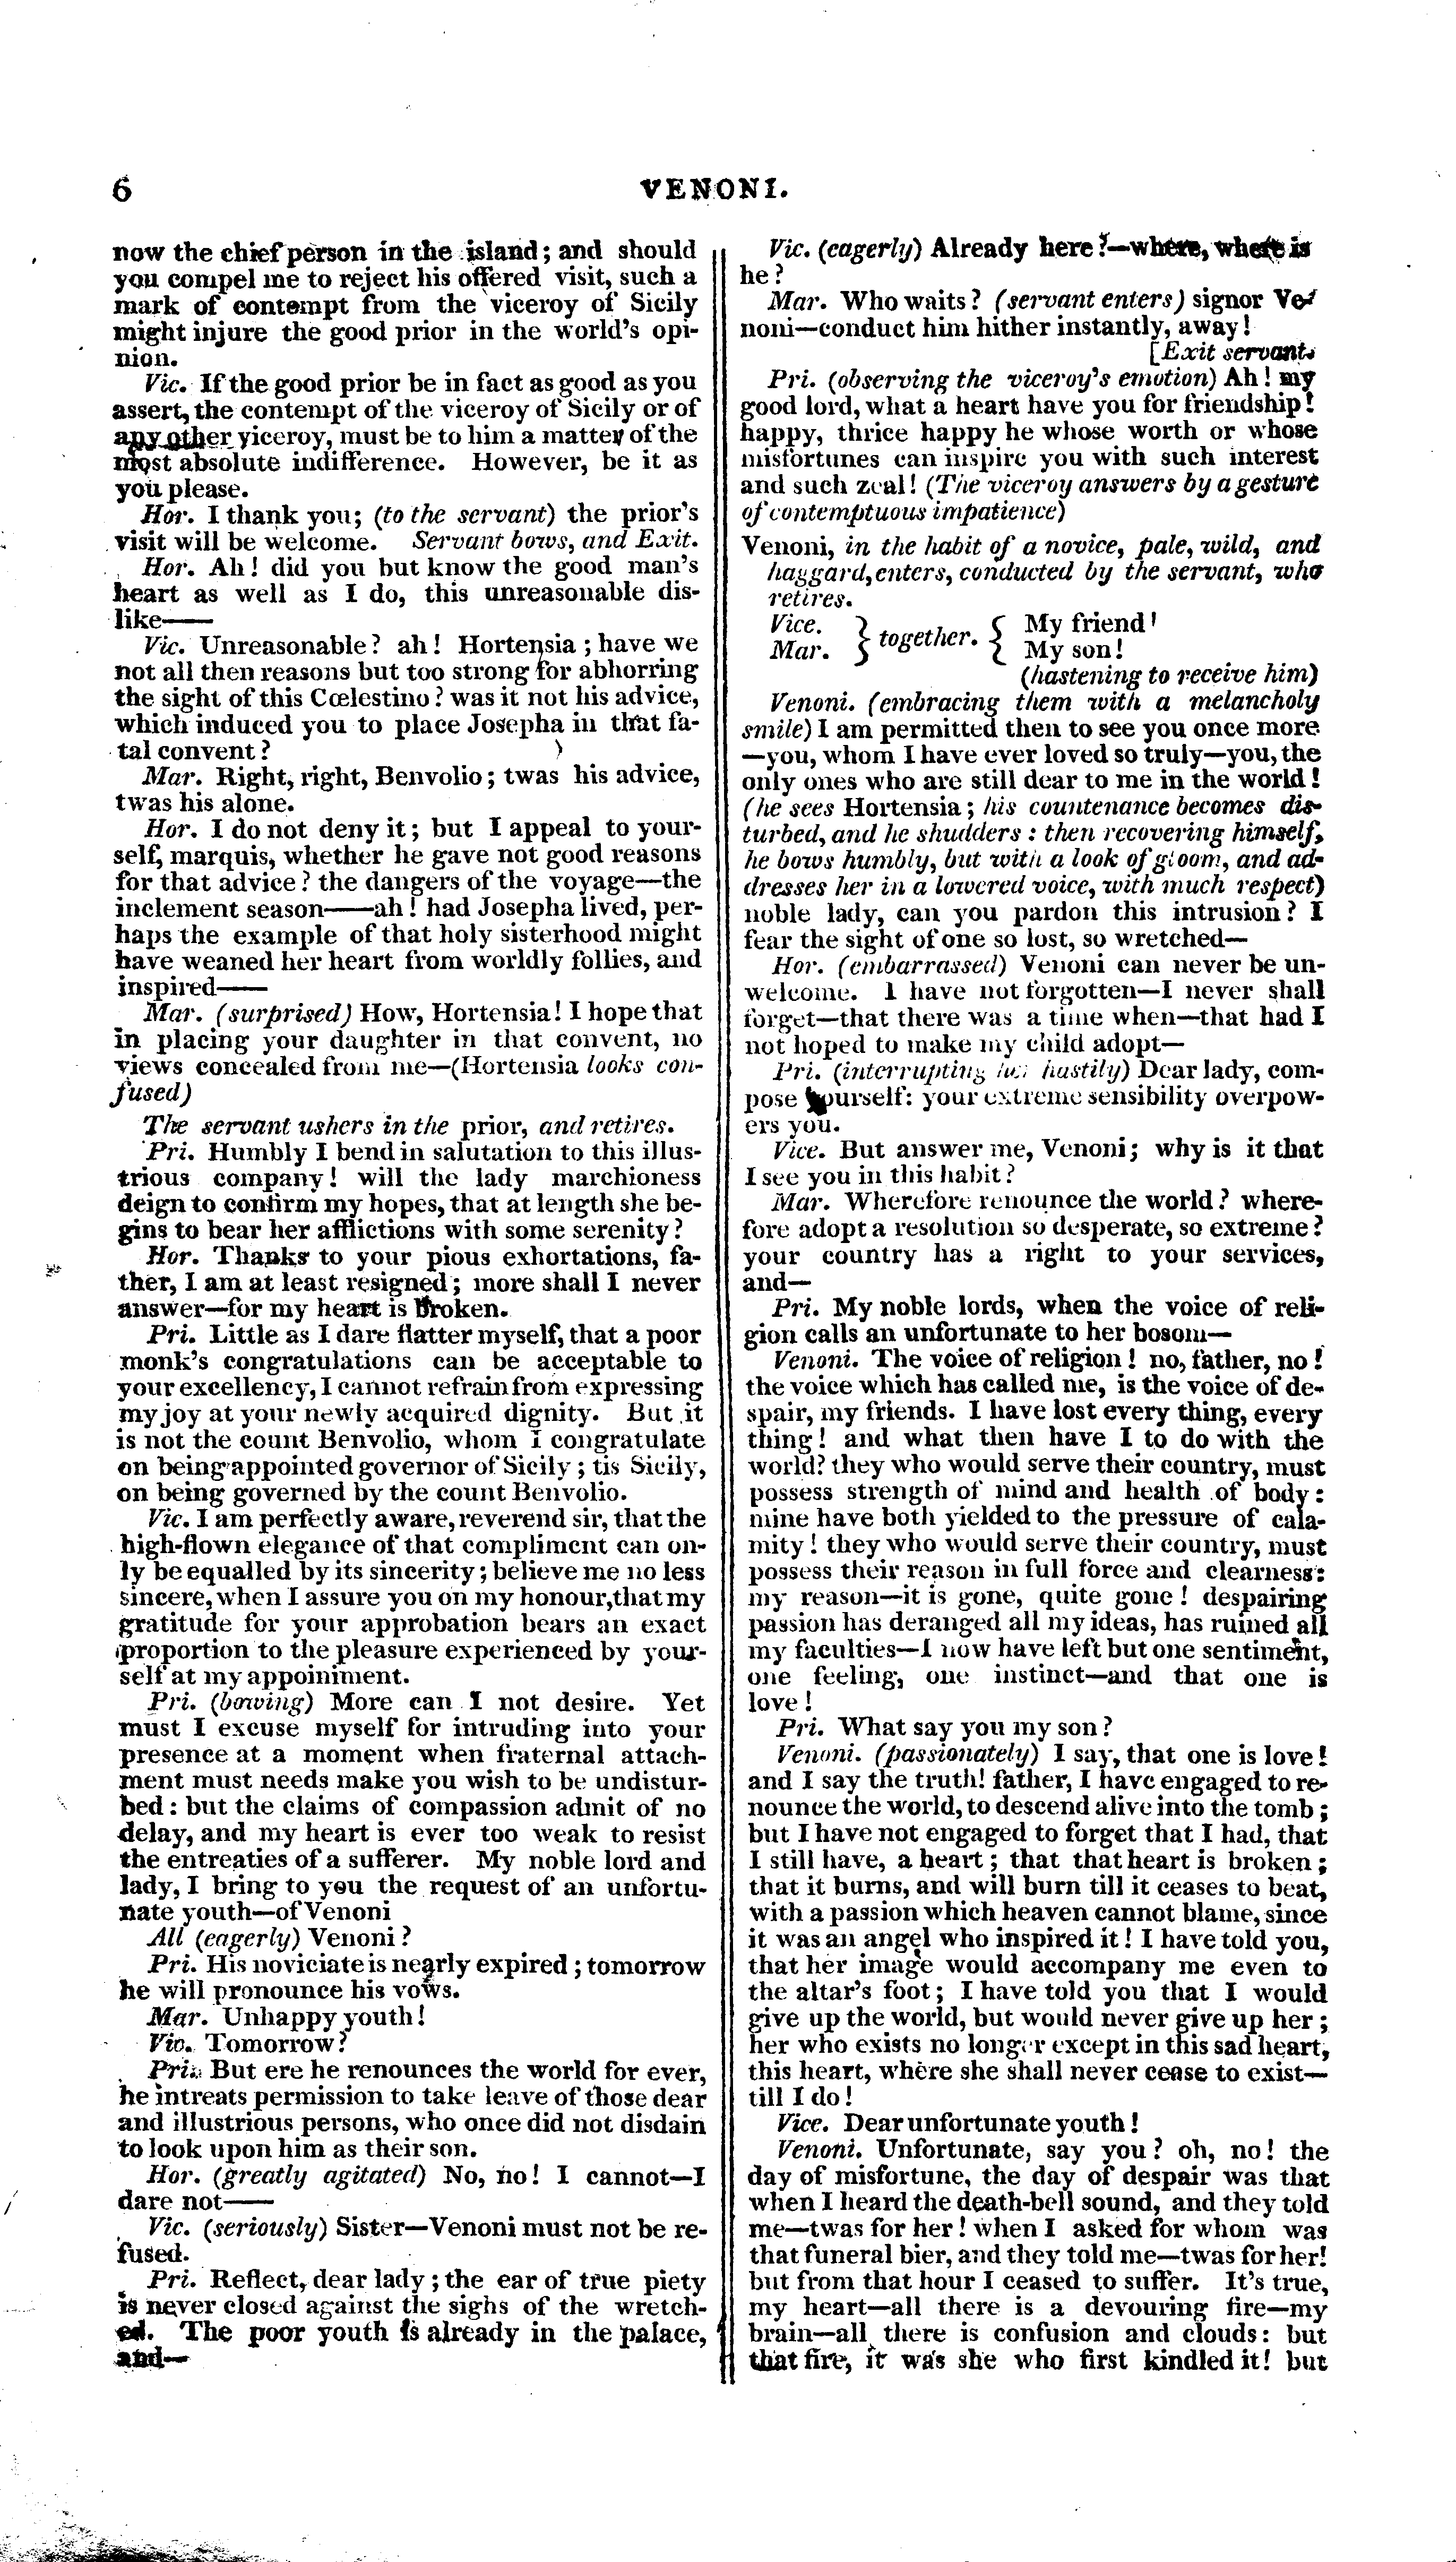 6
VENONI.
now the chief person in the island; and should
you compel me to reject his offered visit, such a
mark of contempt from the viceroy of Sicily
might injure the good prior in the world's opi-
nion.
Vic. If the good prior be in fact as good as you
assert, the contempt of the viceroy of Sicily or of
any other viceroy, must be to him a matter of the
most absolute indifference. However, be it as
you please.
Hor. I thank you; (to the servant) the prior's
visit will be welcome. Servant bows, and Exit.
Hor. Ah! did you but know the good man's
heart as well as I do, this unreasonable dis-
like——
Vic. Unreasonable? ah! Hortensia; have we
not all then reasons but too strong for abhorring
the sight of this Cœlestino? was it not his advice,
which induced you to place Josepha in that fa-
tal convent?
Mar. Right, right, Benvolio; twas his advice,
twas his alone.
Hor. I do not deny it; but I appeal to your-
self, marquis, whether he gave not good reasons
for that advice? the dangers of the voyage—the
inclement season——ah! had Josepha lived, per-
haps the example of that holy sisterhood might
have weaned her heart from worldly follies, and
inspired——
Mar. (surprised) How, Hortensia! I hope that
in placing your daughter in that convent, no
views concealed from me—(Hortensia looks con-
fused)
The servant ushers in the prior, and retires.
Pri. Humbly I bend in salutation to this illus-
trious company! will the lady marchioness
deign to confirm my hopes, that at length she be-
gins to bear her afflictions with some serenity?
Hor. Thanks to your pious exhortations, fa-
ther, I am at least resigned; more shall I never
answer—for my heart is broken.
Pri. Little as I dare flatter myself, that a poor
monk's congratulations can be acceptable to
your excellency, I cannot refrain from expressing
my joy at your newly acquired dignity. But it
is not the count Benvolio, whom I congratulate
on being appointed governor of Sicily; tis Sicily,
on being governed by the count Benvolio.
Vic. I am perfectly aware, reverend sir, that the
high-flown elegance of that compliment can on-
ly be equalled by its sincerity; believe me no less
sincere, when I assure you on my honour, that my
gratitude for your approbation bears an exact
proportion to the pleasure experienced by your-
self at my appoiniment.
Pri. (bowing) More can I not desire. Yet
must I excuse myself for intruding into your
presence at a moment when fraternal attach-
ment must needs make you wish to be undistur-
bed: but the claims of compassion admit of no
delay, and my heart is ever too weak to resist
the entreaties of a sufferer. My noble lord and
lady, I bring to you the request of an unfortu-
nate youth—of Venoni
All (eagerly) Venoni?
Pri. His noviciate is nearly expired; tomorrow
he will pronounce his vows.
Mar. Unhappy youth!
Vic. Tomorrow?
Pri. But ere he renounces the world for ever,
he intreats permission to take leave of those dear
and illustrious persons, who once did not disdain
to look upon him as their son.
Hor. (greatly agitated) No, no! I cannot—I
dare not——
Vic. (seriously) Sister—Venoni must not be re-
fused.
Pri. Reflect, dear lady; the ear of true piety
is never closed against the sighs of the wretch-
ed. The poor youth is already in the palace,
and—
Vic. (eagerly) Already here?—where, where is
he?
Mar. Who waits? (servant enters) signor Ve-
noni—conduct him hither instantly, away!
[Exit servant.
Pri. (observing the viceroy's emotion) Ah! my
good lord, what a heart have you for friendship!
happy, thrice happy he whose worth or whose
misfortunes can inspire you with such interest
and such zeal! (The viceroy answers by a gesture
of contemptuous impatience)
Venoni, in the habit of a novice, pale, wild, and
haggard, enters, conducted by the servant, who
retires.
Vice. } together. { My friend!
Mar. } { My son!
(hastening to receive him)
Venoni. (embracing them with a melancholy
smile) I am permitted then to see you once more
—you, whom I have ever loved so truly—you, the
only ones who are still dear to me in the world!
(he sees Hortensia; his countenance becomes dis-
turbed, and he shudders: then recovering himself,
he bows humbly, but with a look of gloom, and ad-
dresses her in a lowered voice, with much respect)
noble lady, can you pardon this intrusion? I
fear the sight of one so lost, so wretched—
Hor. (embarrassed) Venoni can never be un-
welcome. I have not forgotten—I never shall
forget—that there was a time when—that had I
not hoped to make my child adopt—
Pri. (interrupting her hastily) Dear lady, com-
pose yourself: your extreme sensibility overpow-
ers you.
Vice. But answer me, Venoni; why is it that
I see you in this habit?
Mar. Wherefore renounce the world? where-
fore adopt a resolution so desperate, so extreme?
your country has a right to your services,
and—
Pri. My noble lords, when the voice of reli-
gion calls an unfortunate to her bosom—
Venoni. The voice of religion! no, father, no!
the voice which has called me, is the voice of de-
spair, my friends. I have lost every thing, every
thing! and what then have I to do with the
world? they who would serve their country, must
possess strength of mind and health of body:
mine have both yielded to the pressure of cala-
mity! they who would serve their country, must
possess their reason in full force and clearness:
my reason—it is gone, quite gone! despairing
passion has deranged all my ideas, has ruined all
my faculties—I now have left but one sentiment,
one feeling, one instinct—and that one is
love!
Pri. What say you my son?
Venoni. (passionately) I say, that one is love!
and I say the truth! father, I have engaged to re-
nounce the world, to descend alive into the tomb;
but I have not engaged to forget that I had, that
I still have, a heart; that that heart is broken;
that it burns, and will burn till it ceases to beat,
with a passion which heaven cannot blame, since
it was an angel who inspired it! I have told you,
that her image would accompany me even to
the altar's foot; I have told you that I would
give up the world, but would never give up her;
her who exists no longer except in this sad heart,
this heart, where she shall never cease to exist—
till I do!
Vice. Dear unfortunate youth!
Venoni. Unfortunate, say you? oh, no! the
day of misfortune, the day of despair was that
when I heard the death-bell sound, and they told
me—twas for her! when I asked for whom was
that funeral bier, and they told me—twas for her!
but from that hour I ceased to suffer. It's true,
my heart—all there is a devouring fire—my
brain—all there is confusion and clouds: but
that fire, it was she who first kindled it! but